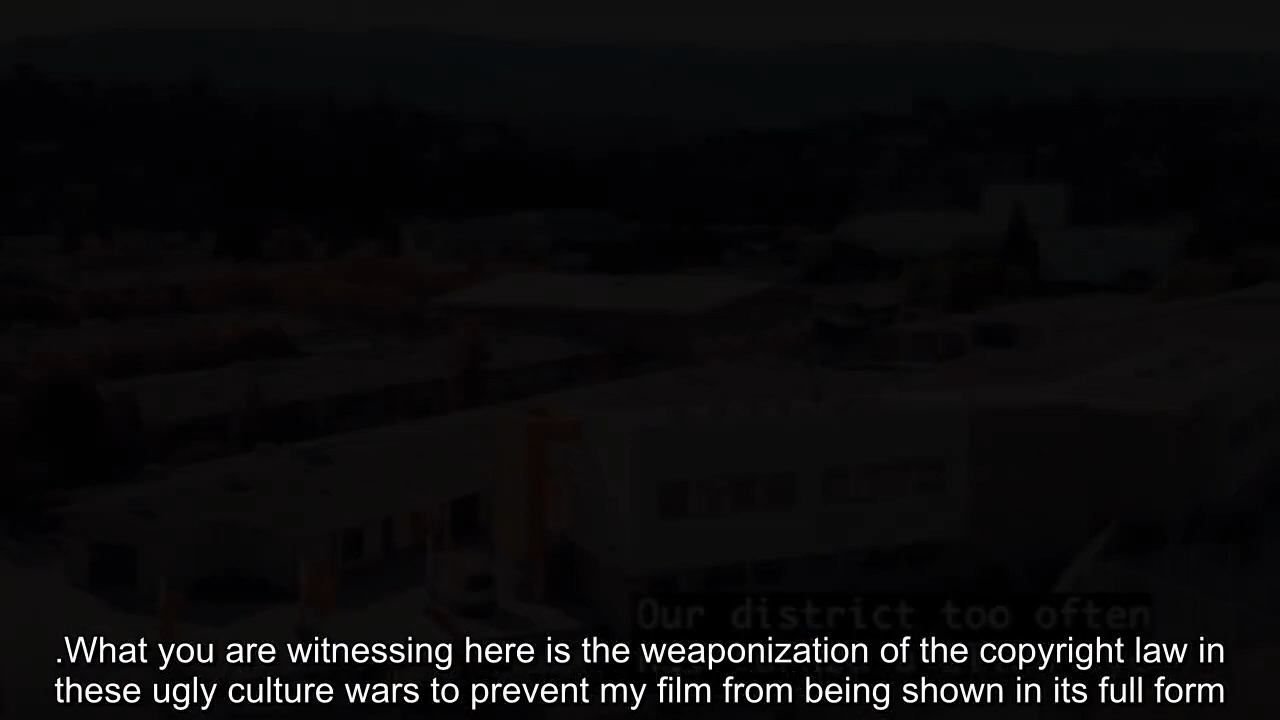 Our district too often
.What you are witnessing here is the weaponization of the copyright law in
these ugly culture wars to prevent my film from being shown in its full form